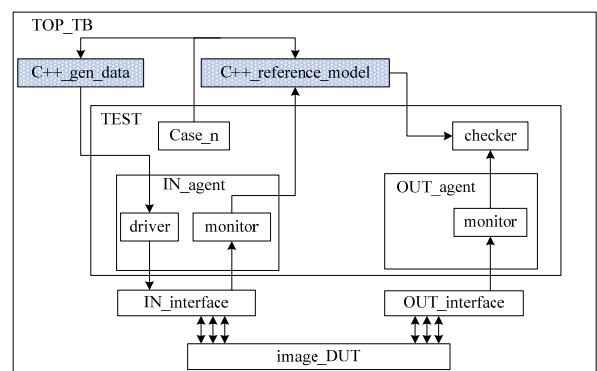 TOP_TB
C++_gen_data
C++_reference_model
TEST
Case_n
checker
IN_agent
OUT_agent
driver
monitor
monitor
IN_interface
OUT_interface
image_DUT